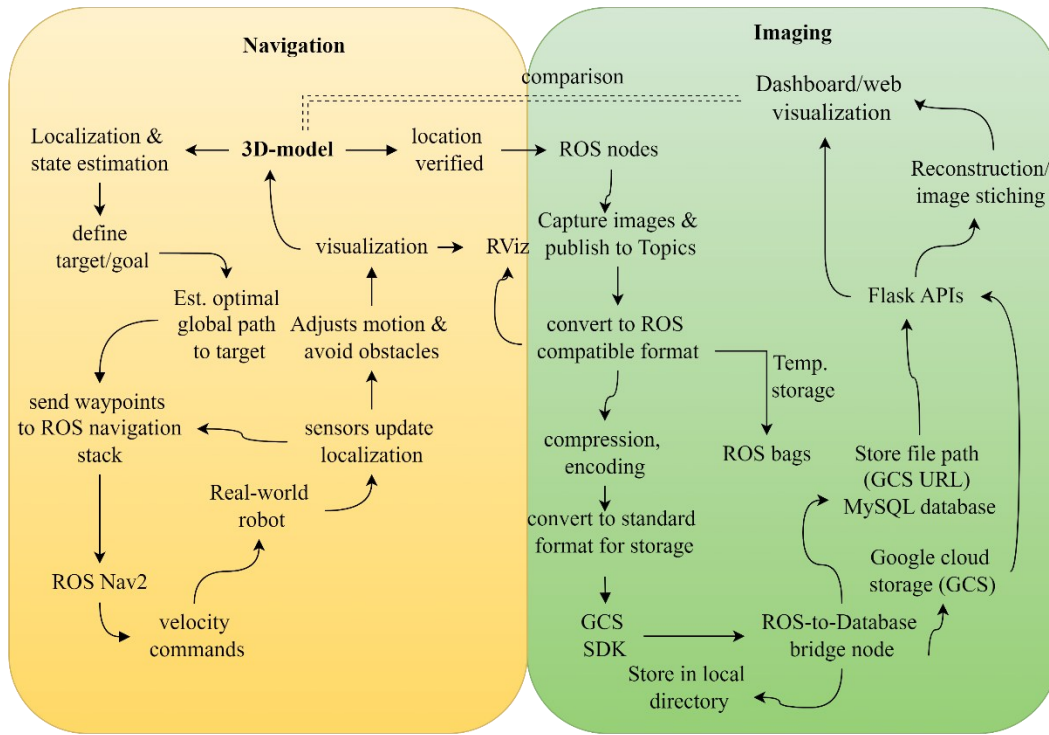 Navigation
Localization &
state estimation
3D-model
location
verified
define
target/goal
visualization
RViz
Est. optimal
global path
to target
Adjusts motion &
avoid obstacles
send waypoints
to ROS navigation
stack
sensors update
localization
Real-world
robot
ROS Nav2
velocity
commands
comparison
Imaging
Dashboard/web
visualization
ROS nodes
Reconstruction/
image stiching
Capture images &
publish to Topics
Flask APIs
convert to ROS
compatible format
Temp.
storage
compression,
encoding
ROS bags
Store file path
(GCS URL)
MySQL database
convert to standard
format for storage
Google cloud
storage (GCS)
GCS
SDK
ROS-to-Database
bridge node
Store in local
directory